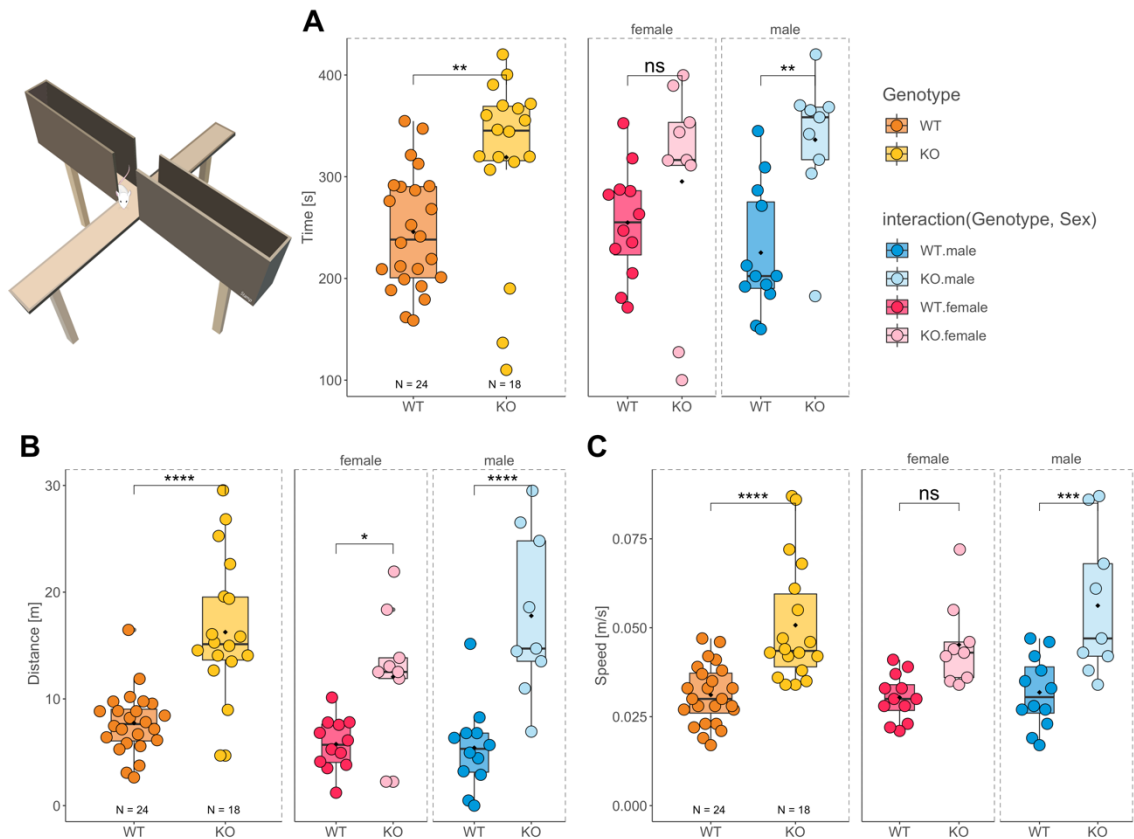 A
female
male
Time [s]
400
300
200
100
**
ns
**
N = 24
N = 18
WT
KO
WT
KO
WT
KO
Genotype
WT
KO
interaction(Genotype, Sex)
WT.male
KO.male
WT.female
KO.female
B
female
male
Distance [m]
30
20
10
0
****
*
****
N = 24
N = 18
WT
KO
WT
KO
WT
KO
C
female
male
Speed [m/s]
0.075
0.050
0.025
0.000
****
ns
***
N = 24
N = 18
WT
KO
WT
KO
WT
KO